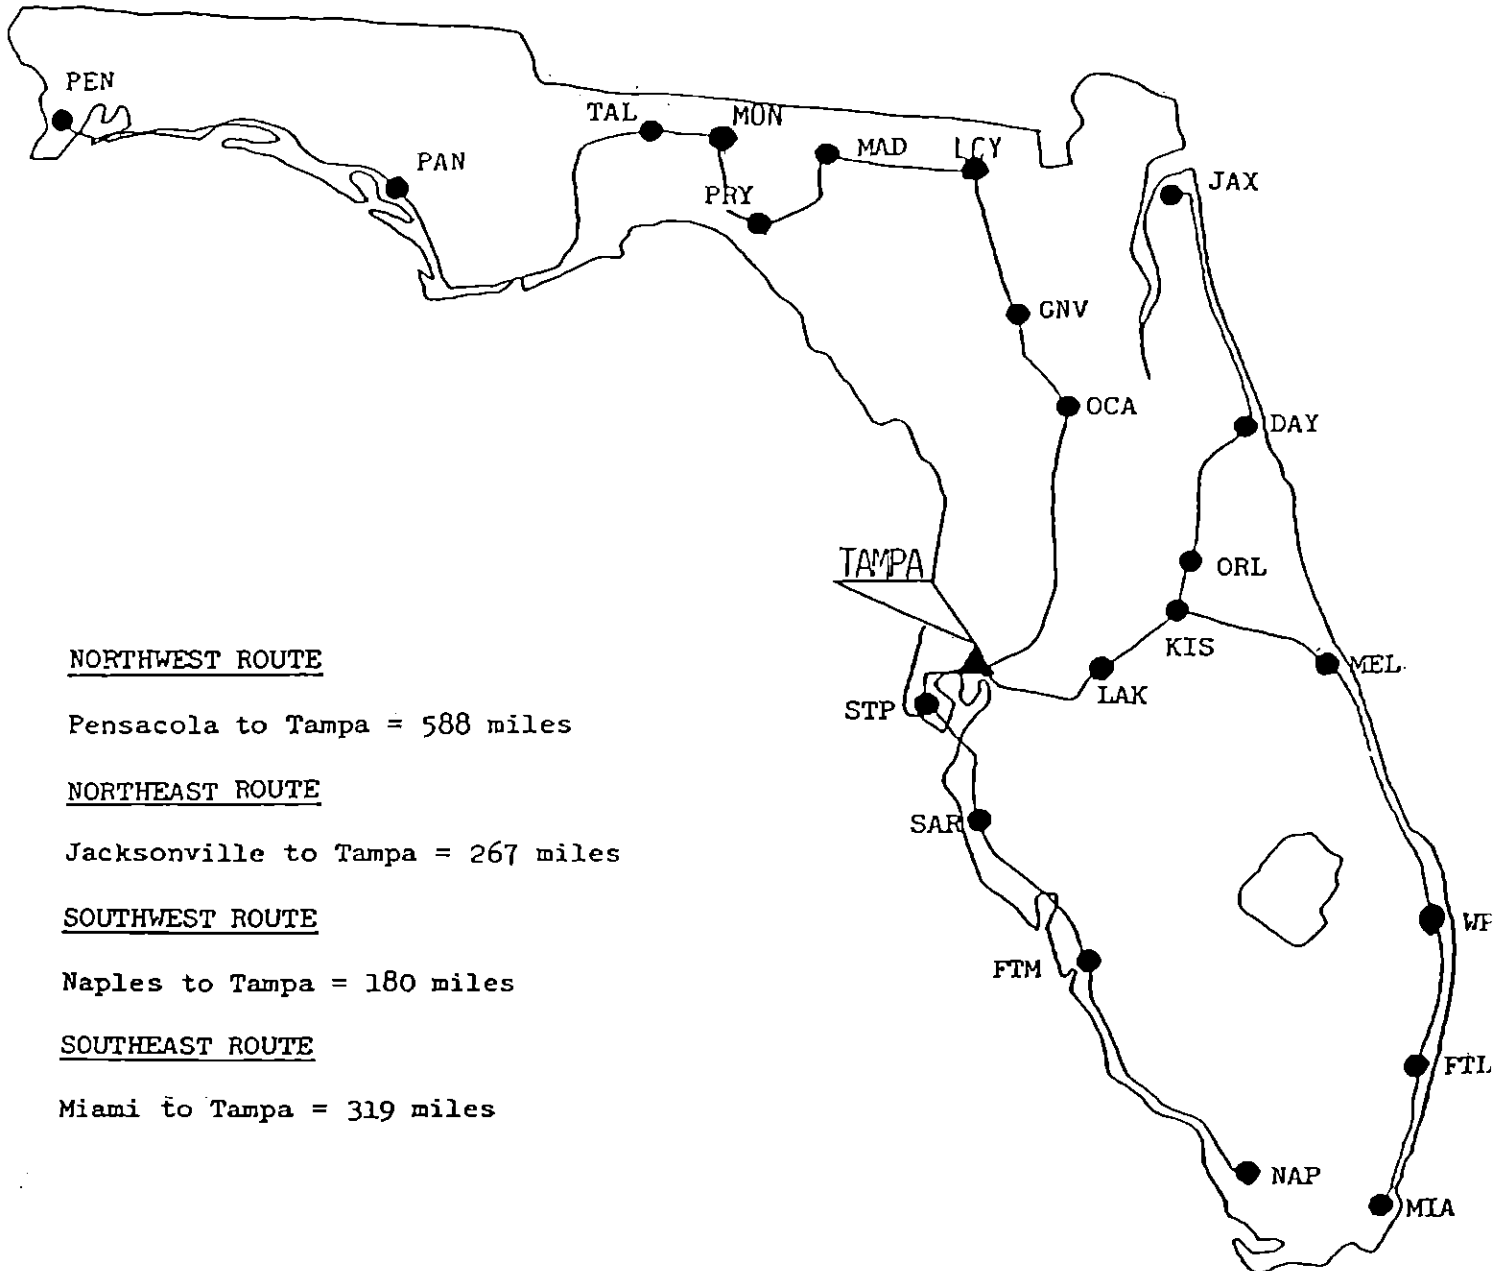 PEN
TAL
MON
PAN
PRY
MAD
LCY
JAX
GNV
OCA
DAY
TAMPA
ORL
KIS
MEL
LAK
STP
SAR
FTM
FTL
NAP
MIA
NORTHWEST ROUTE
Pensacola to Tampa = 588 miles
NORTHEAST ROUTE
Jacksonville to Tampa = 267 miles
SOUTHWEST ROUTE
Naples to Tampa = 180 miles
SOUTHEAST ROUTE
Miami to Tampa = 319 miles